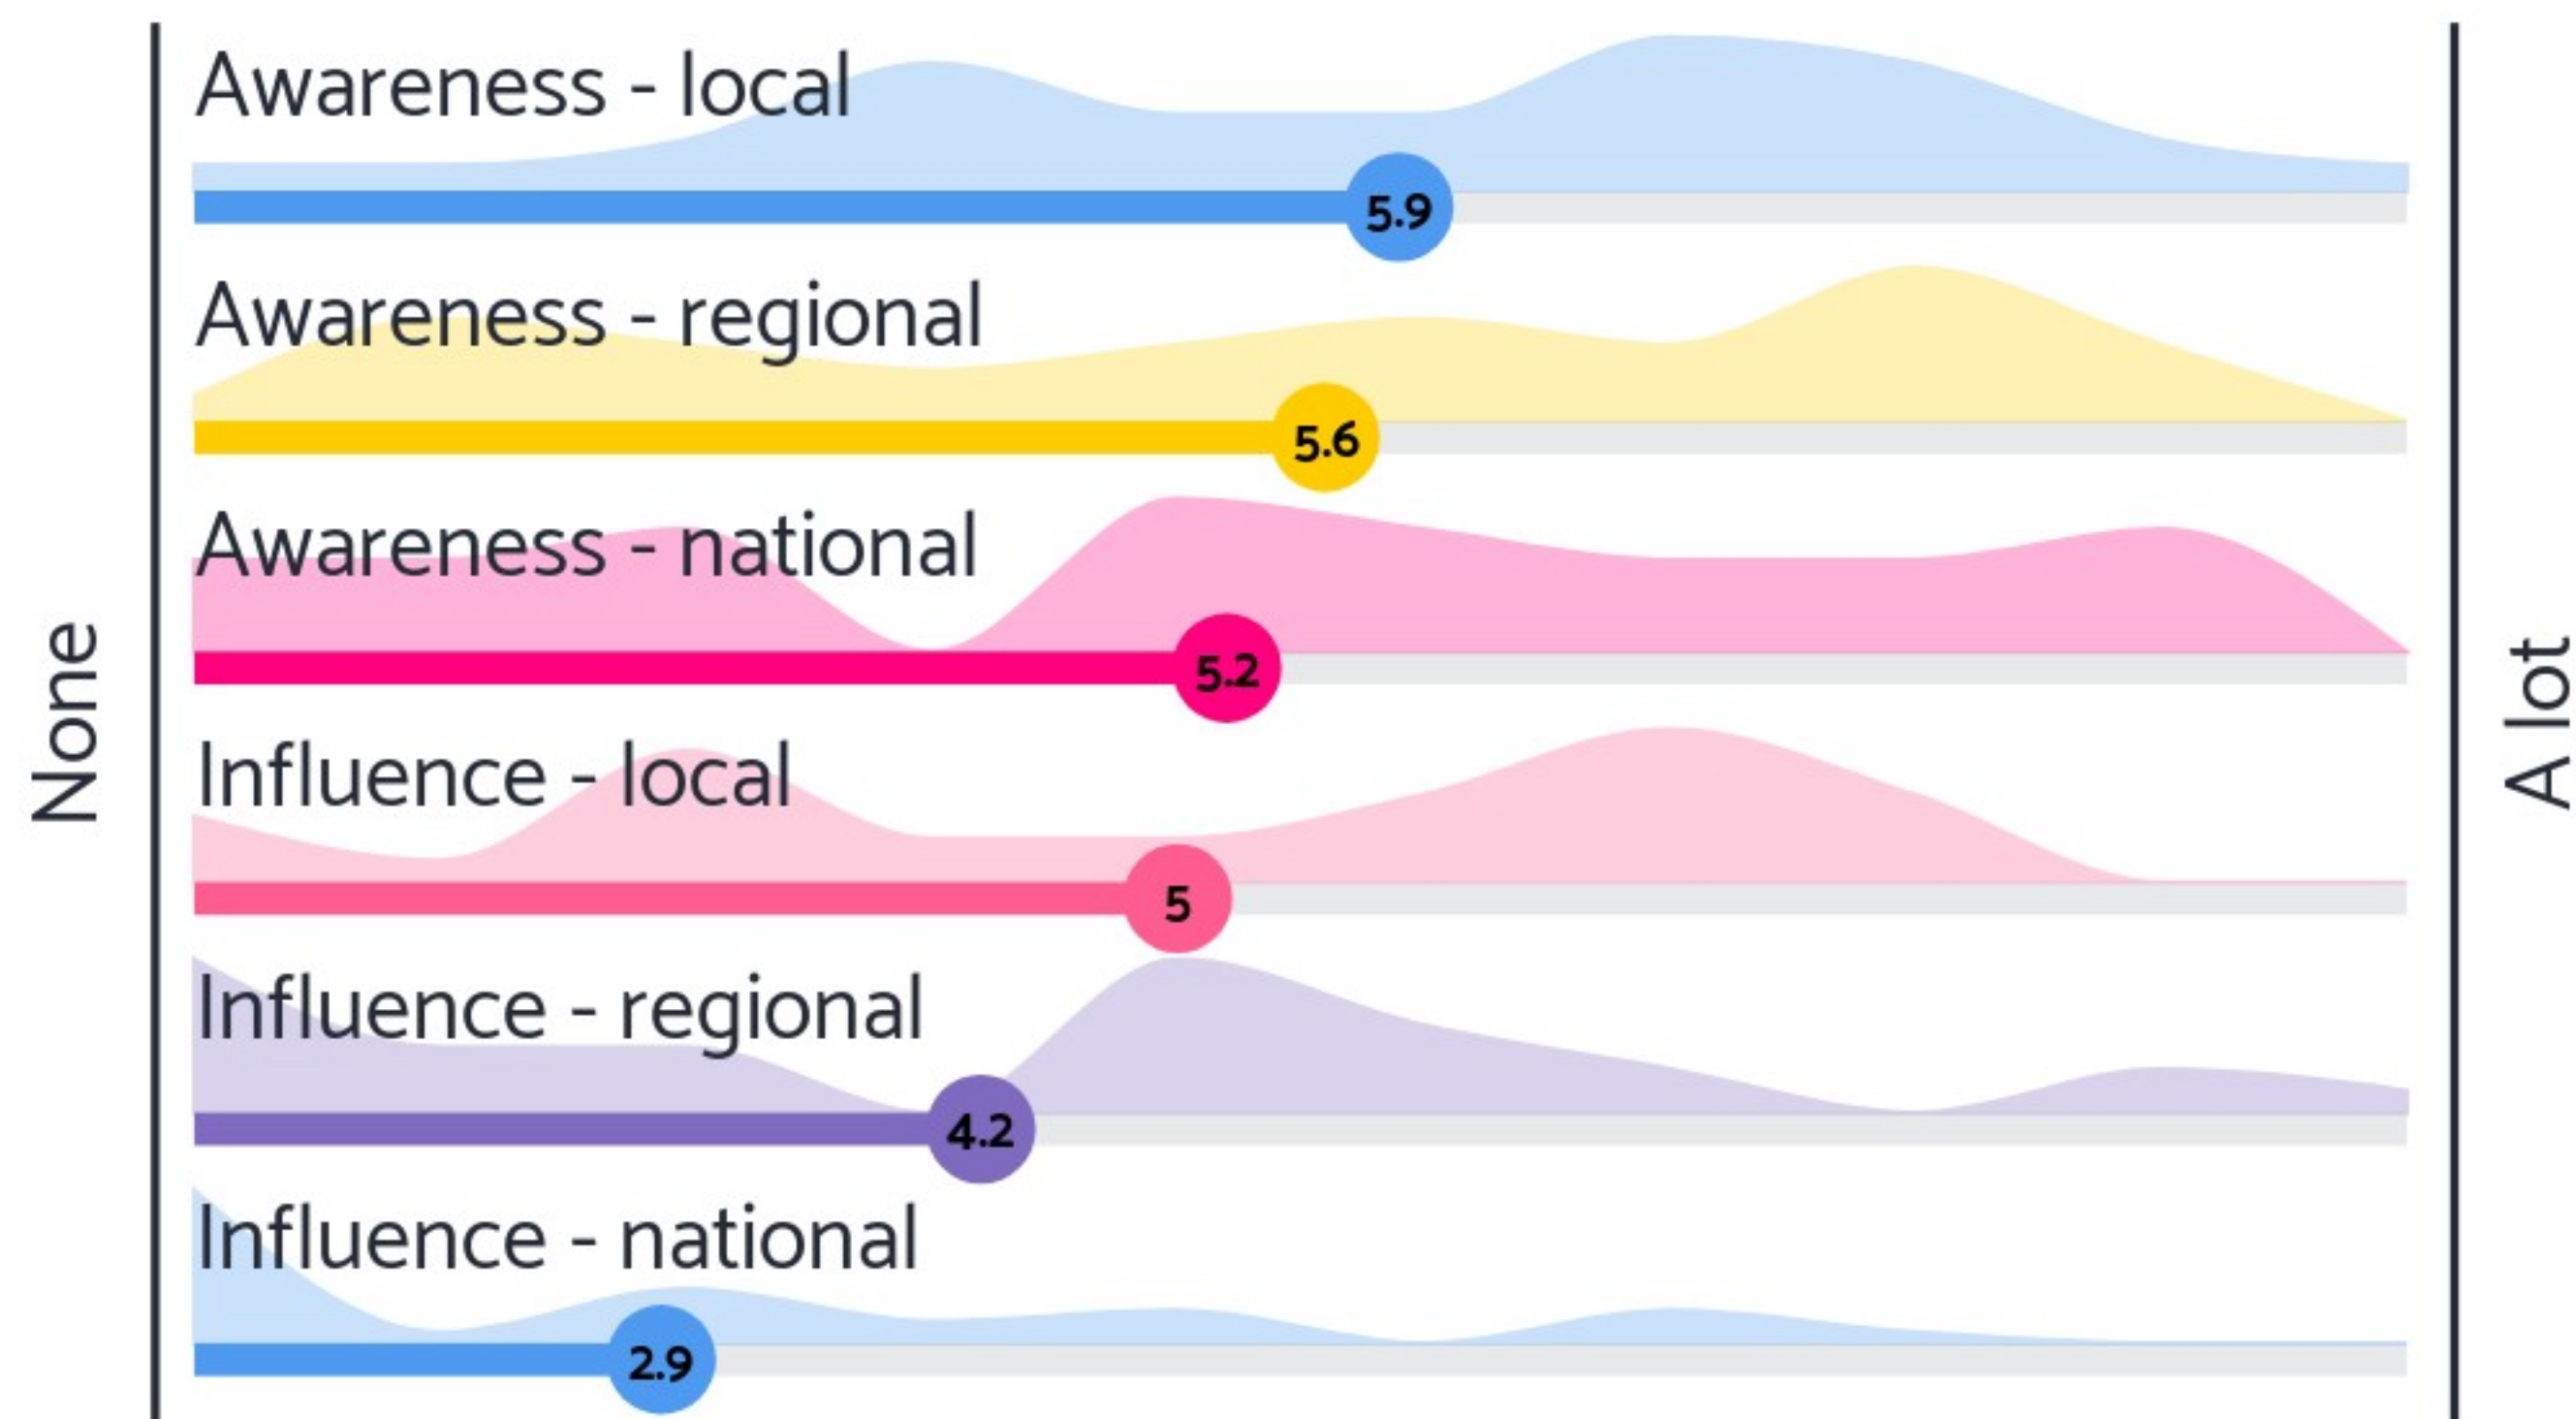 Awareness - local
5.9
Awareness - regional
5.6
Awareness - national
5.2
None
A lot
Influence - local
5
Influence - regional
4.2
Influence - national
2.9